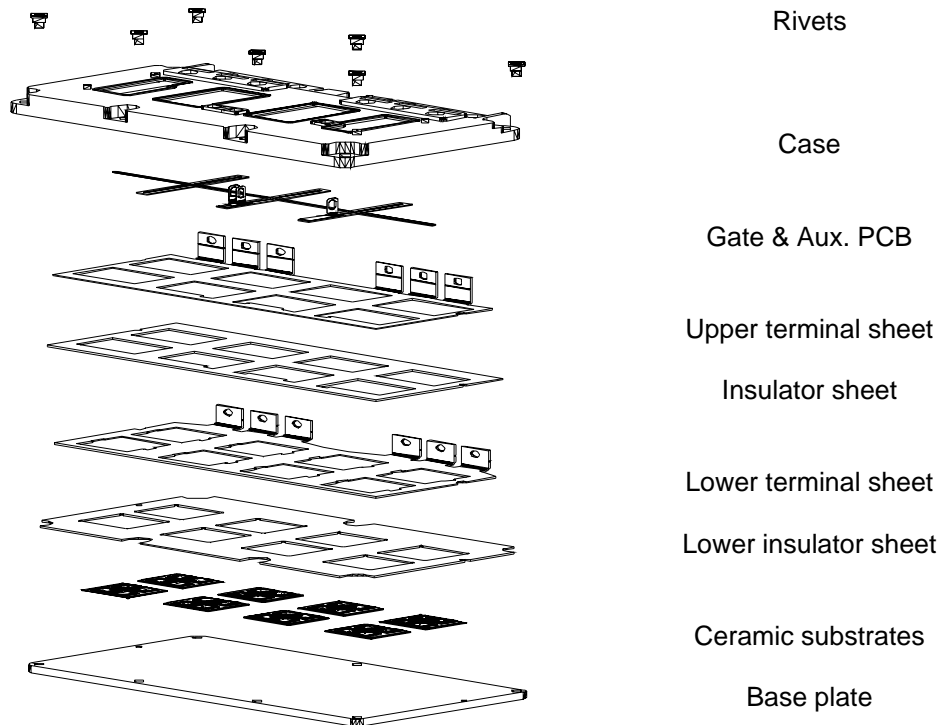 Rivets
Case
Gate & Aux. PCB
Upper terminal sheet
Insulator sheet
Lower terminal sheet
Lower insulator sheet
Ceramic substrates
Base plate